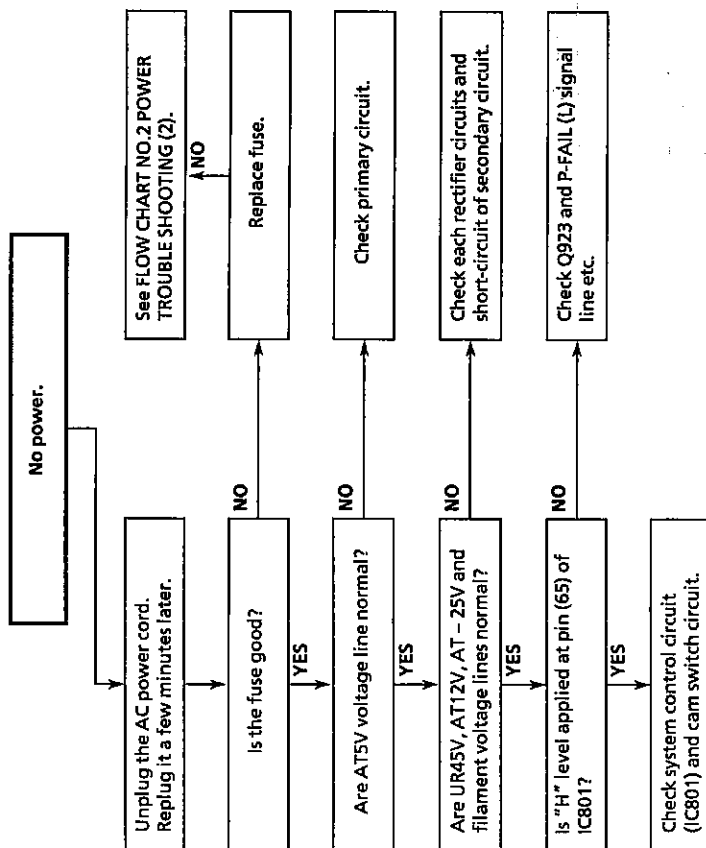 No power.
Unplug the AC power cord.
Replug it a few minutes later.
Is the fuse good?
NO
Replace fuse.
NO
See FLOW CHART NO.2 POWER
TROUBLE SHOOTING (2).
YES
Are AT5V voltage line normal?
NO
Check primary circuit.
YES
Are UR45V, AT12V, AT – 25V and
filament voltage lines normal?
NO
Check each rectifier circuits and
short-circuit of secondary circuit.
YES
Is "H" level applied at pin (65) of
IC801?
NO
Check Q923 and P-FAIL (L) signal
line etc.
YES
Check system control circuit
(IC801) and cam switch circuit.